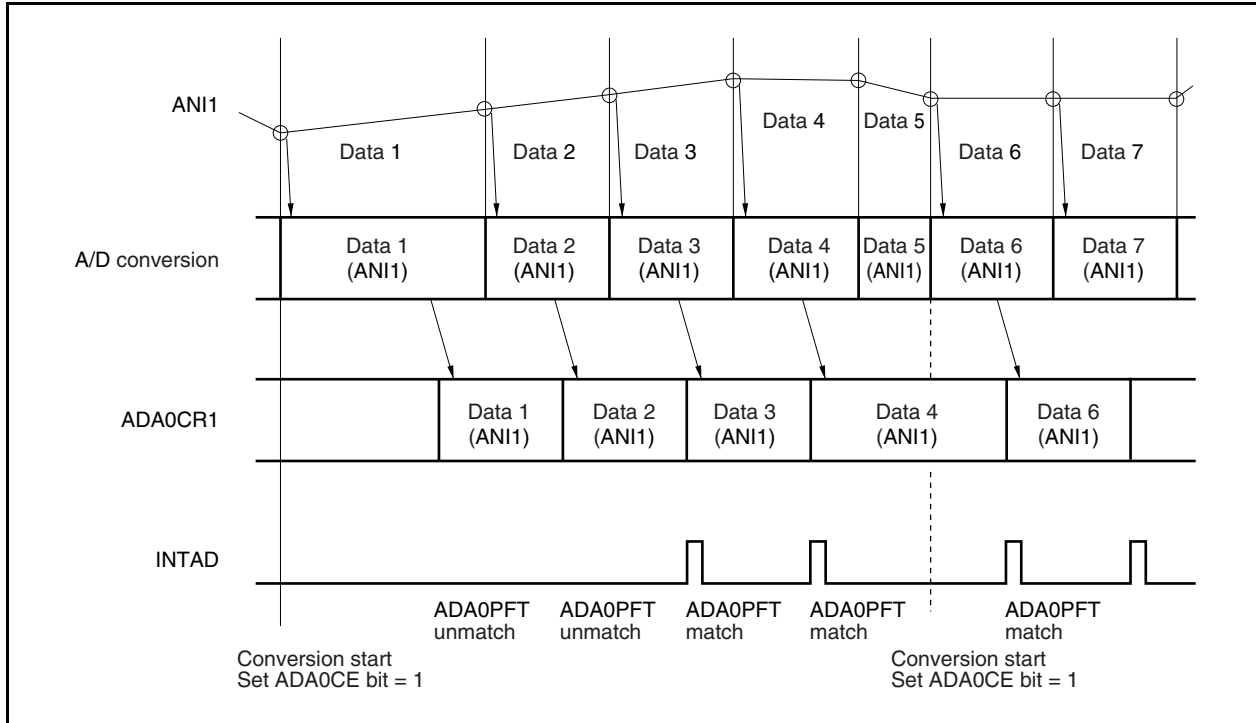 ANI1
Data 1
Data 2
Data 3
Data 4
Data 5
Data 6
Data 7
A/D conversion
Data 1
(ANI1)
Data 2
(ANI1)
Data 3
(ANI1)
Data 4
(ANI1)
Data 5
(ANI1)
Data 6
(ANI1)
Data 7
(ANI1)
ADA0CR1
Data 1
(ANI1)
Data 2
(ANI1)
Data 3
(ANI1)
Data 4
(ANI1)
Data 6
(ANI1)
INTAD
ADA0PFT
unmatch
ADA0PFT
unmatch
ADA0PFT
match
ADA0PFT
match
ADA0PFT
match
Conversion start
Set ADA0CE bit = 1
Conversion start
Set ADA0CE bit = 1